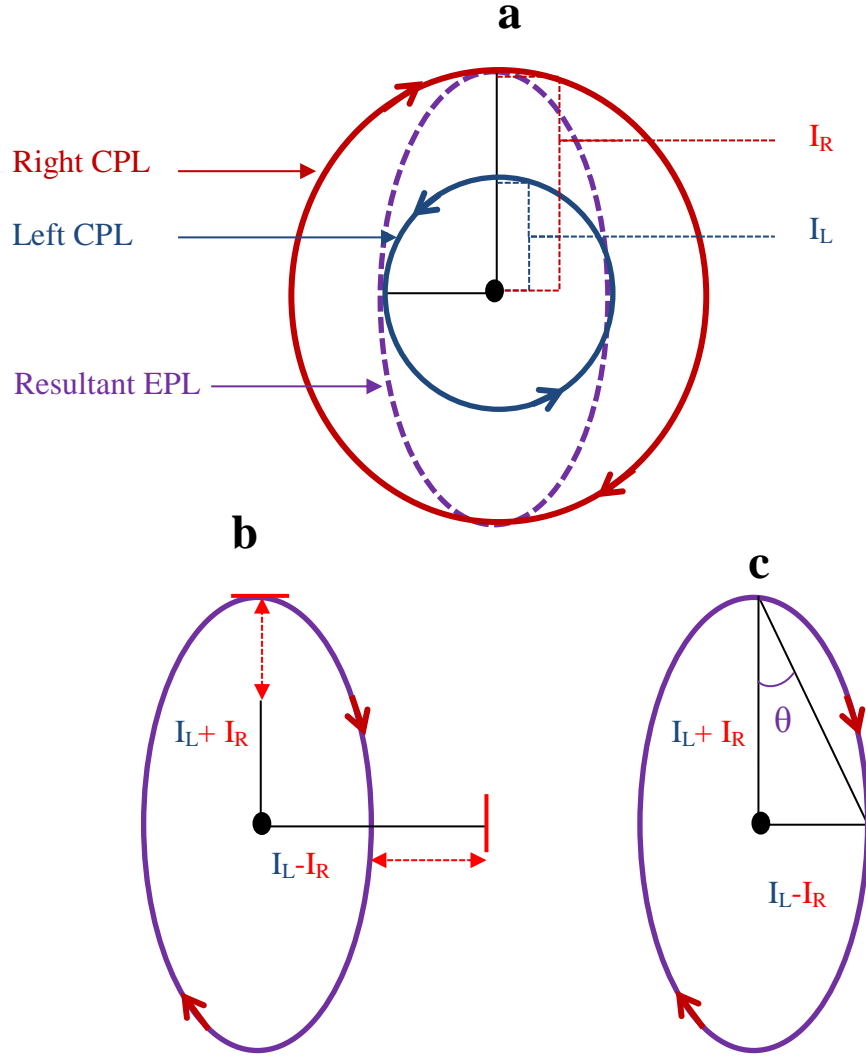 a
I_R
Right CPL
Left CPL
I_L
Resultant EPL
b
c
I_L+ I_R
I_L+ I_R
θ
I_L-I_R
I_L-I_R